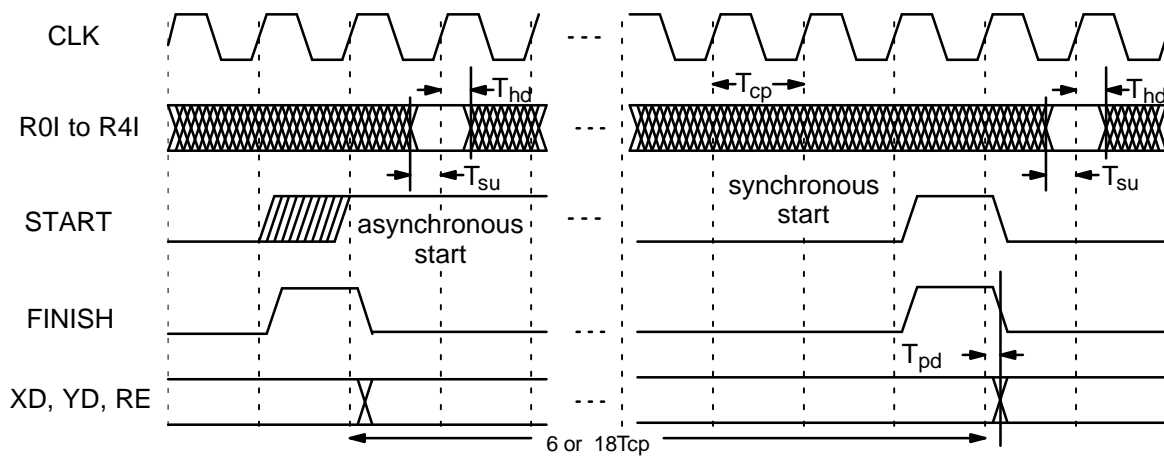 CLK
T_hd
T_cp
T_hd
R0I to R4I
T_su
T_su
START
asynchronous
start
synchronous
start
FINISH
T_pd
XD, YD, RE
6 or 18Tcp